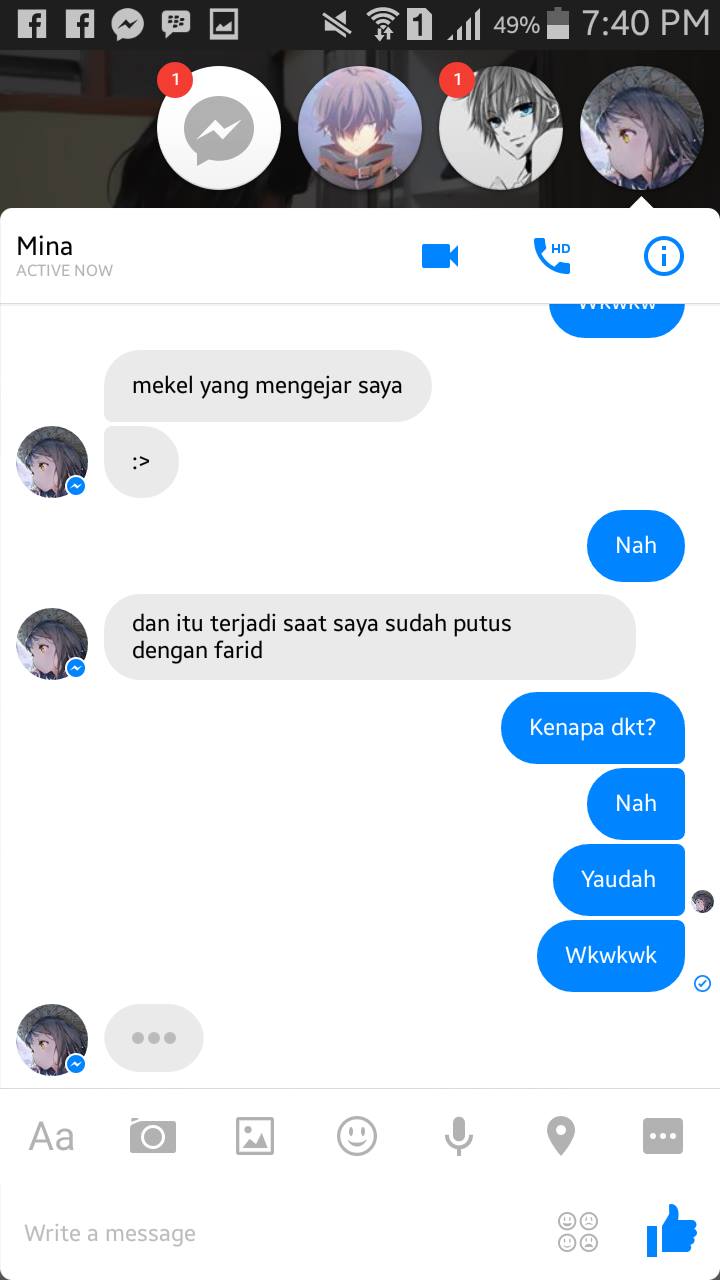 1
49%
7:40 PM
1
1
Mina
ACTIVE NOW
HD
Wkwkw
mekel yang mengejar saya
:>
Nah
dan itu terjadi saat saya sudah putus
dengan farid
Kenapa dkt?
Nah
Yaudah
Wkwkwk
Aa
Write a message